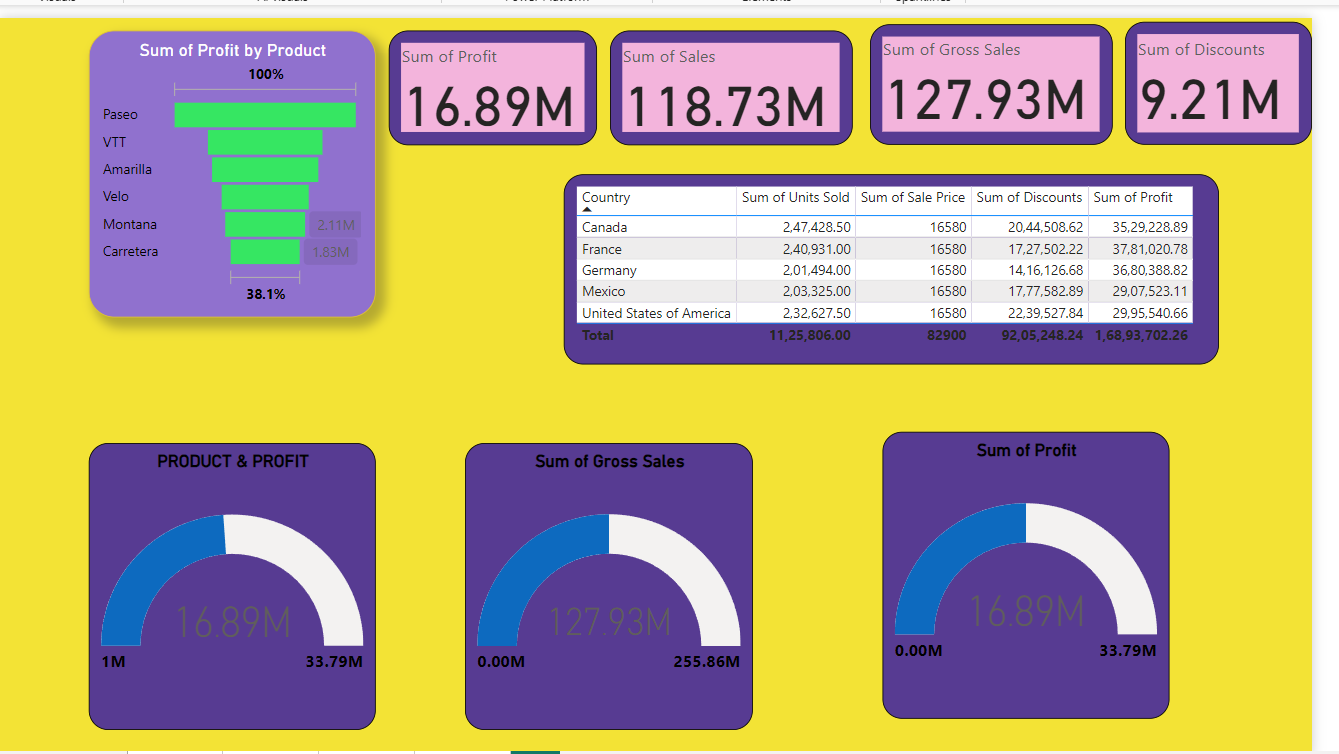 Sum of Profit by Product
100%
Paseo
VTT
Amarilla
Velo
Montana 2.11M
Carretera 1.83M
38.1%
Sum of Profit
16.89M
Sum of Sales
118.73M
Sum of Gross Sales
127.93M
Sum of Discounts
9.21M
Country Sum of Units Sold Sum of Sale Price Sum of Discounts Sum of Profit
Canada 2,47,428.50 16580 20,44,508.62 35,29,228.89
France 2,40,931.00 16580 17,27,502.22 37,81,020.78
Germany 2,01,494.00 16580 14,16,126.68 36,80,388.82
Mexico 2,03,325.00 16580 17,77,582.89 29,07,523.11
United States of America 2,32,627.50 16580 22,39,527.84 29,95,540.66
Total 11,25,806.00 82900 92,05,248.24 1,68,93,702.26
PRODUCT & PROFIT
16.89M
1M 33.79M
Sum of Gross Sales
127.93M
0.00M 255.86M
Sum of Profit
16.89M
0.00M 33.79M